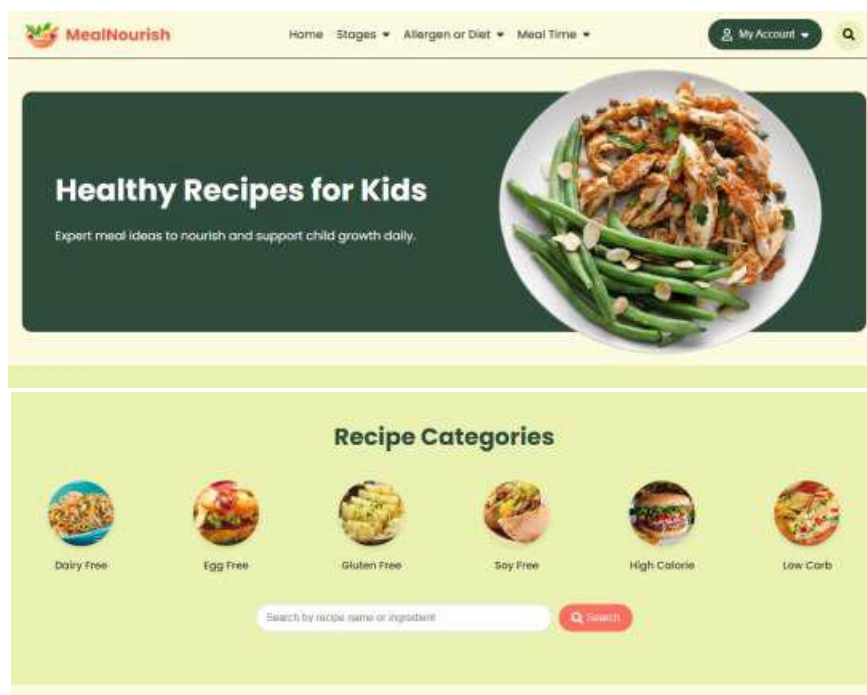 MealNourish
Home Stages Allergen or Diet Meal Time
My Account
Healthy Recipes for Kids
Expert meal ideas to nourish and support child growth daily.
Recipe Categories
Dairy Free Egg Free Gluten Free Soy Free High Calorie Low Carb
Search by recipe name or ingredient Search